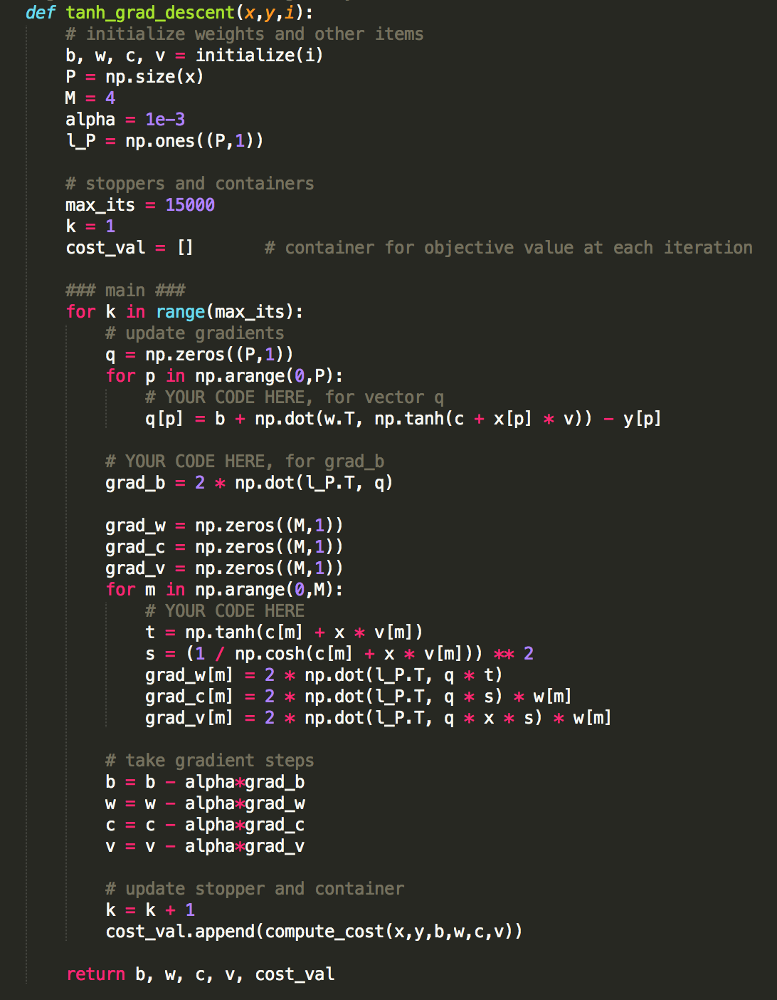 def tanh_grad_descent(x,y,i):
    # initialize weights and other items
    b, w, c, v = initialize(i)
    P = np.size(x)
    M = 4
    alpha = 1e-3
    l_P = np.ones((P,1))

    # stoppers and containers
    max_its = 15000
    k = 1
    cost_val = []       # container for objective value at each iteration

    ### main ###
    for k in range(max_its):
        # update gradients
        q = np.zeros((P,1))
        for p in np.arange(0,P):
            # YOUR CODE HERE, for vector q
            q[p] = b + np.dot(w.T, np.tanh(c + x[p] * v)) - y[p]

        # YOUR CODE HERE, for grad_b
        grad_b = 2 * np.dot(l_P.T, q)

        grad_w = np.zeros((M,1))
        grad_c = np.zeros((M,1))
        grad_v = np.zeros((M,1))
        for m in np.arange(0,M):
            # YOUR CODE HERE
            t = np.tanh(c[m] + x * v[m])
            s = (1 / np.cosh(c[m] + x * v[m])) ** 2
            grad_w[m] = 2 * np.dot(l_P.T, q * t)
            grad_c[m] = 2 * np.dot(l_P.T, q * s) * w[m]
            grad_v[m] = 2 * np.dot(l_P.T, q * x * s) * w[m]

        # take gradient steps
        b = b - alpha*grad_b
        w = w - alpha*grad_w
        c = c - alpha*grad_c
        v = v - alpha*grad_v

        # update stopper and container
        k = k + 1
        cost_val.append(compute_cost(x,y,b,w,c,v))

    return b, w, c, v, cost_val